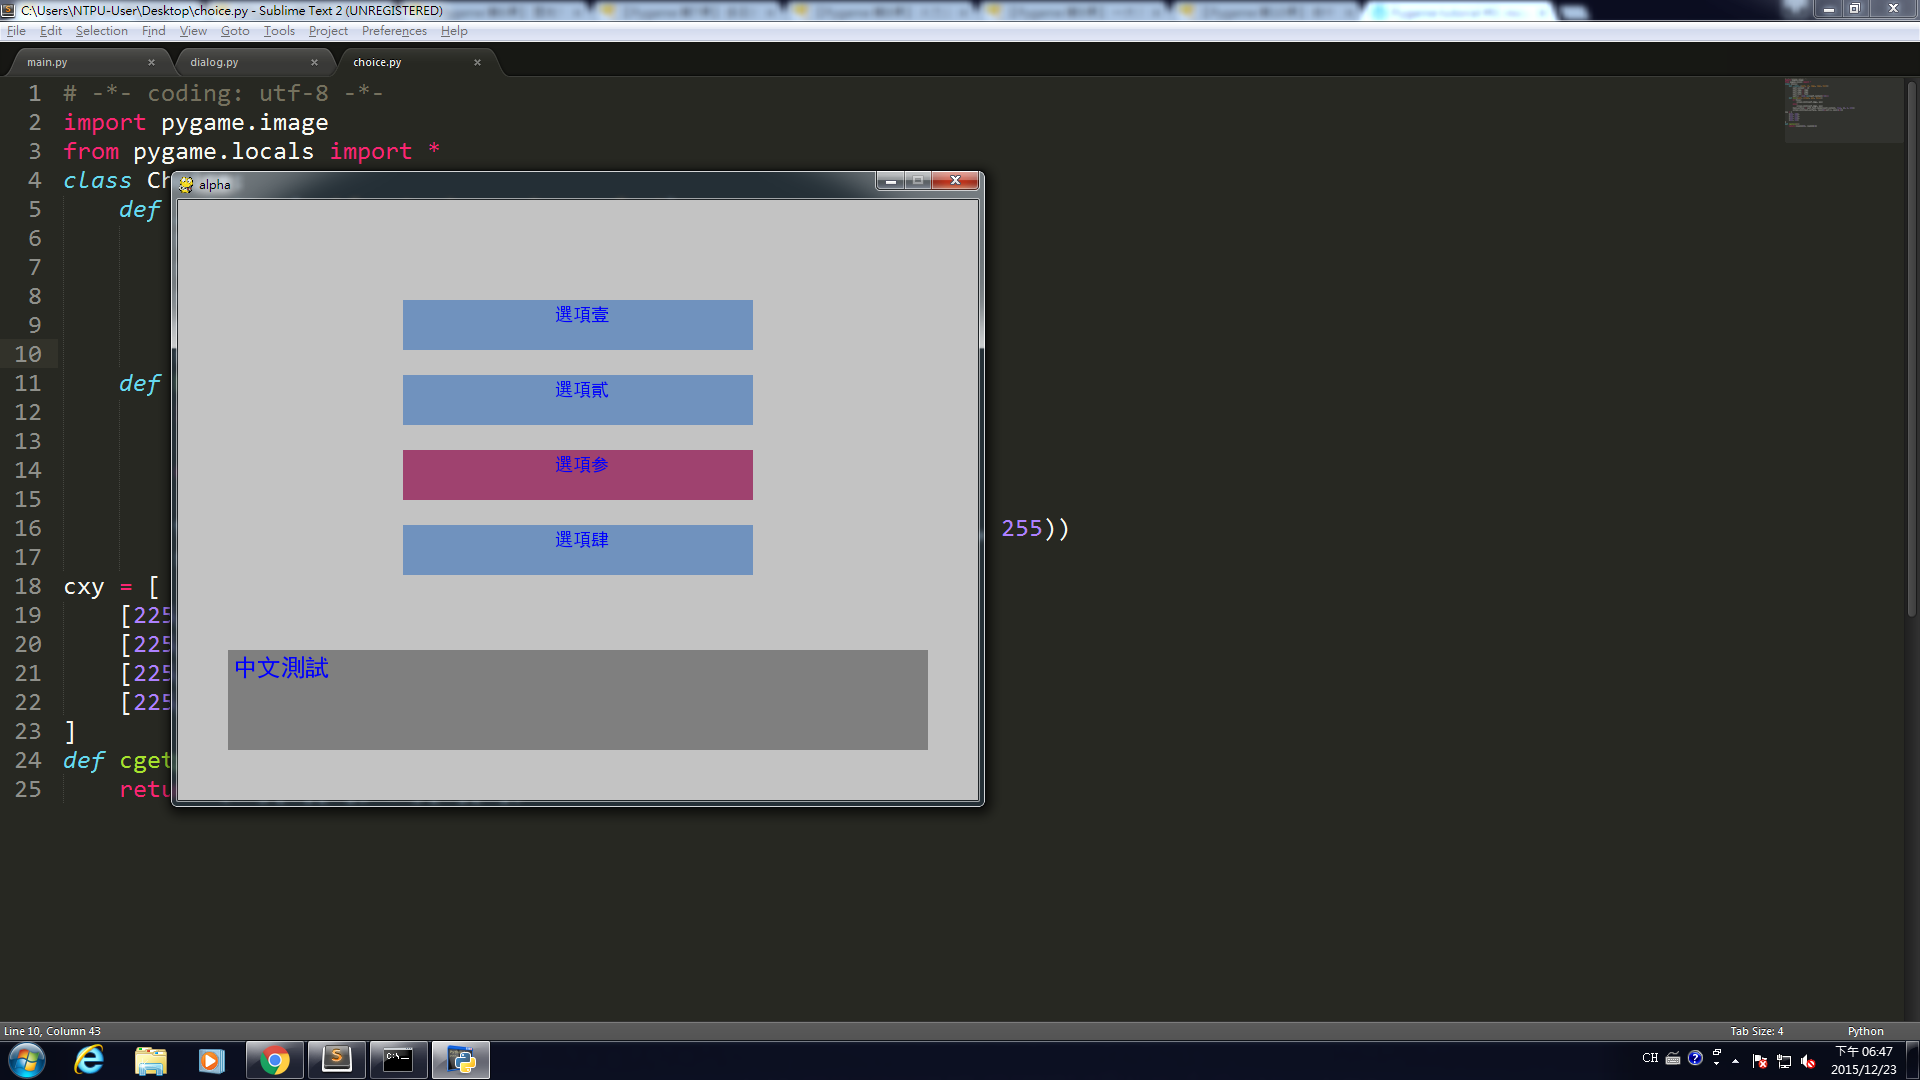 C:\Users\NTPU-User\Desktop\choice.py - Sublime Text 2 (UNREGISTERED)
File Edit Selection Find View Goto Tools Project Preferences Help
main.py × dialog.py × choice.py ×
1 # -*- coding: utf-8 -*-
2 import pygame.image
3 from pygame.locals import *
4 class Ch
alpha
5 def
6
7
8
9
10
11 def
12
13
14
15
16 255))
17
18 cxy = [
19 [225
20 [225
21 [225
22 [225
23 ]
24 def cget
25 retu
選項壹
選項貳
選項参
選項肆
中文測試
Line 10, Column 43 Tab Size: 4 Python
CH
下午 06:47
2015/12/23